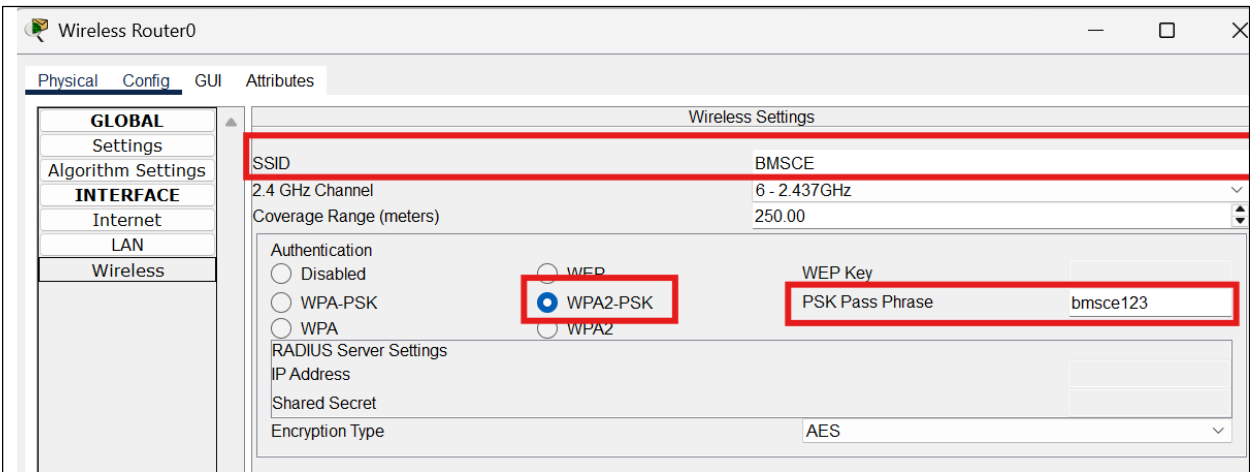 Wireless Router0
Physical Config GUI Attributes
GLOBAL
Settings
Algorithm Settings
INTERFACE
Internet
LAN
Wireless
Wireless Settings
SSID BMSCE
2.4 GHz Channel 6 - 2.437GHz
Coverage Range (meters) 250.00
Authentication
Disabled WEP WEP Key
WPA-PSK WPA2-PSK PSK Pass Phrase bmsce123
WPA WPA2
RADIUS Server Settings
IP Address
Shared Secret
Encryption Type AES